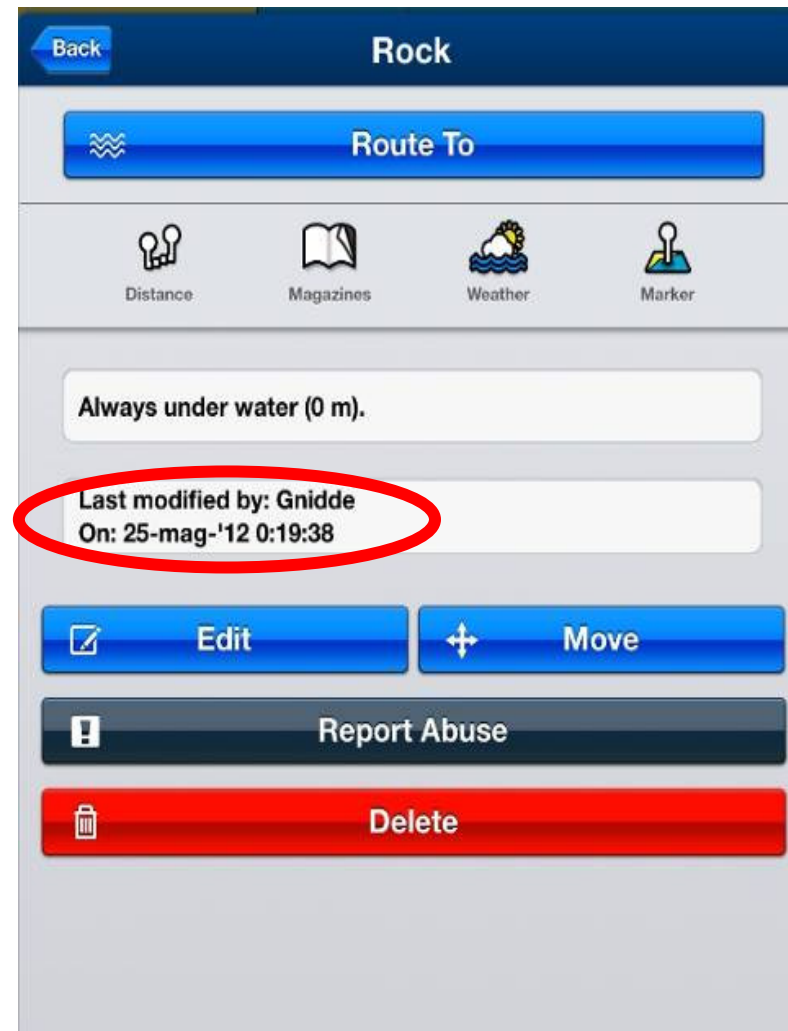 Back
Rock
Route To
Distance
Magazines
Weather
Marker
Always under water (0 m).
Last modified by: Gnidde
On: 25-mag-'12 0:19:38
Edit
Move
Report Abuse
Delete